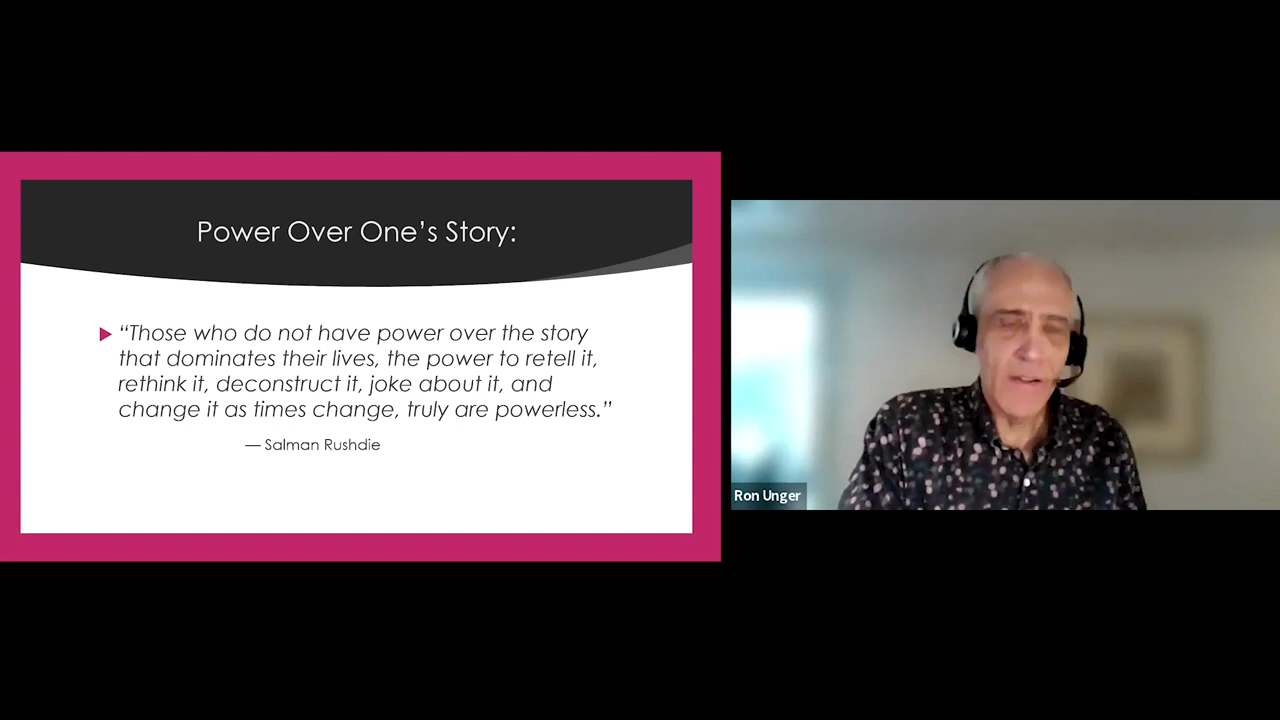 Power Over One’s Story:
“Those who do not have power over the story
that dominates their lives, the power to retell it,
rethink it, deconstruct it, joke about it, and
change it as times change, truly are powerless.”
— Salman Rushdie
Ron Unger